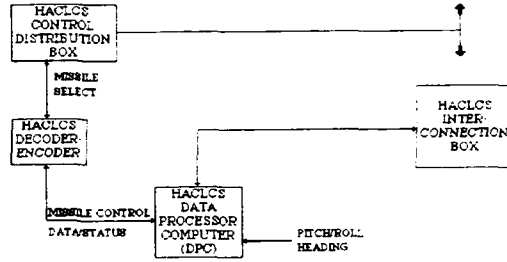 HACLCS
CONTROL
DISTRIBUTION
BOX
MISSILE
SELECT
HACLCS
DECODER-
ENCODER
HACLCS
INTER-
CONNECTION
BOX
MISSILE CONTROL
DATA/STATUS
HACLCS
DATA
PROCESSOR
COMPUTER
(DPC)
PITCH/ROLL
HEADING